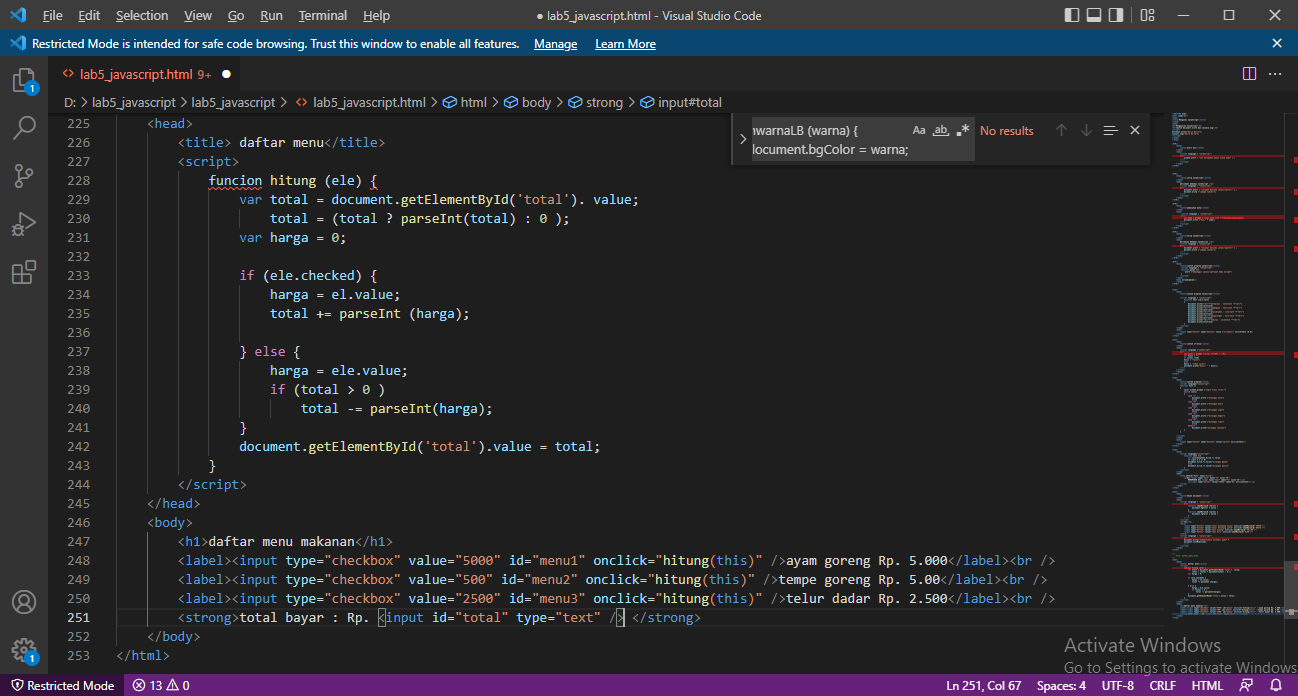 File Edit Selection View Go Run Terminal Help ● lab5_javascript.html - Visual Studio Code
Restricted Mode is intended for safe code browsing. Trust this window to enable all features. Manage Learn More
lab5_javascript.html 9+ ●
D: > lab5_javascript > lab5_javascript > lab5_javascript.html > html > body > strong > input#total
1
nwarnaLB (warna) {
document.bgColor = warna;
Aa ab .* No results
225 <head>
226 <title> daftar menu</title>
227 <script>
228 funcion hitung (ele) {
229 var total = document.getElementById('total'). value;
230 total = (total ? parseInt(total) : 0 );
231 var harga = 0;
232
233 if (ele.checked) {
234 harga = el.value;
235 total += parseInt (harga);
236
237 } else {
238 harga = ele.value;
239 if (total > 0 )
240 total -= parseInt(harga);
241 }
242 document.getElementById('total').value = total;
243 }
244 </script>
245 </head>
246 <body>
247 <h1>daftar menu makanan</h1>
248 <label><input type="checkbox" value="5000" id="menu1" onclick="hitung(this)" />ayam goreng Rp. 5.000</label><br />
249 <label><input type="checkbox" value="500" id="menu2" onclick="hitung(this)" />tempe goreng Rp. 5.00</label><br />
250 <label><input type="checkbox" value="2500" id="menu3" onclick="hitung(this)" />telur dadar Rp. 2.500</label><br />
251 <strong>total bayar : Rp. <input id="total" type="text" /> </strong>
252 </body>
253 </html>
Activate Windows
Go to Settings to activate Windows
1
Restricted Mode 13 0 Ln 251, Col 67 Spaces: 4 UTF-8 CRLF HTML